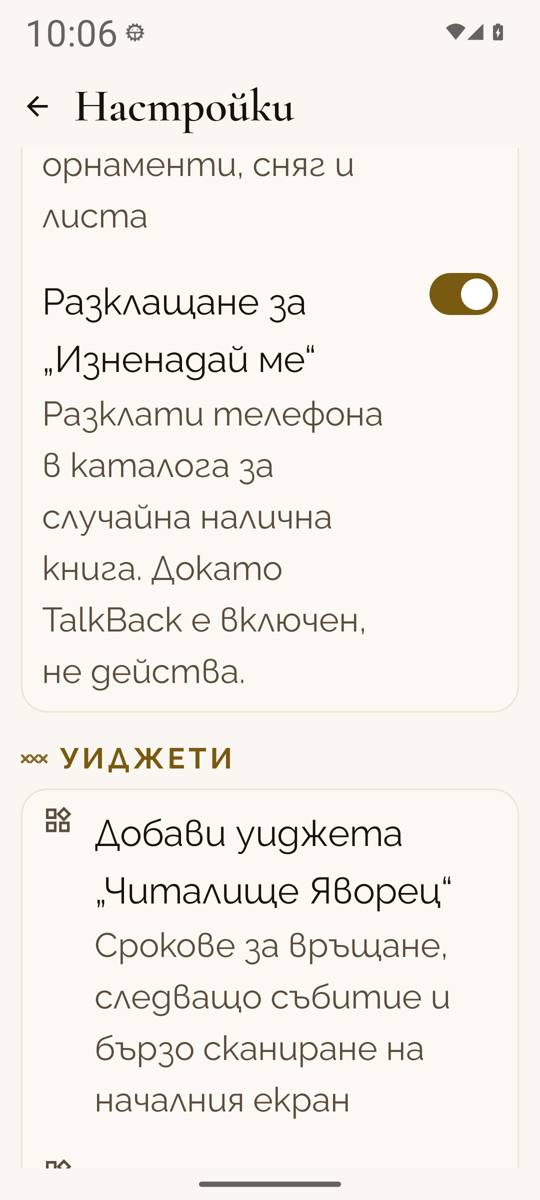 10:06
Настройки
орнаменти, сняг и
листа
Разклащане за
„Изненадай ме“
Разклати телефона
в каталога за
случайна налична
книга. Докато
TalkBack е включен,
не действа.
УИДЖЕТИ
Добави уиджета
„Читалище Яворец“
Срокове за връщане,
следващо събитие и
бързо сканиране на
началния екран